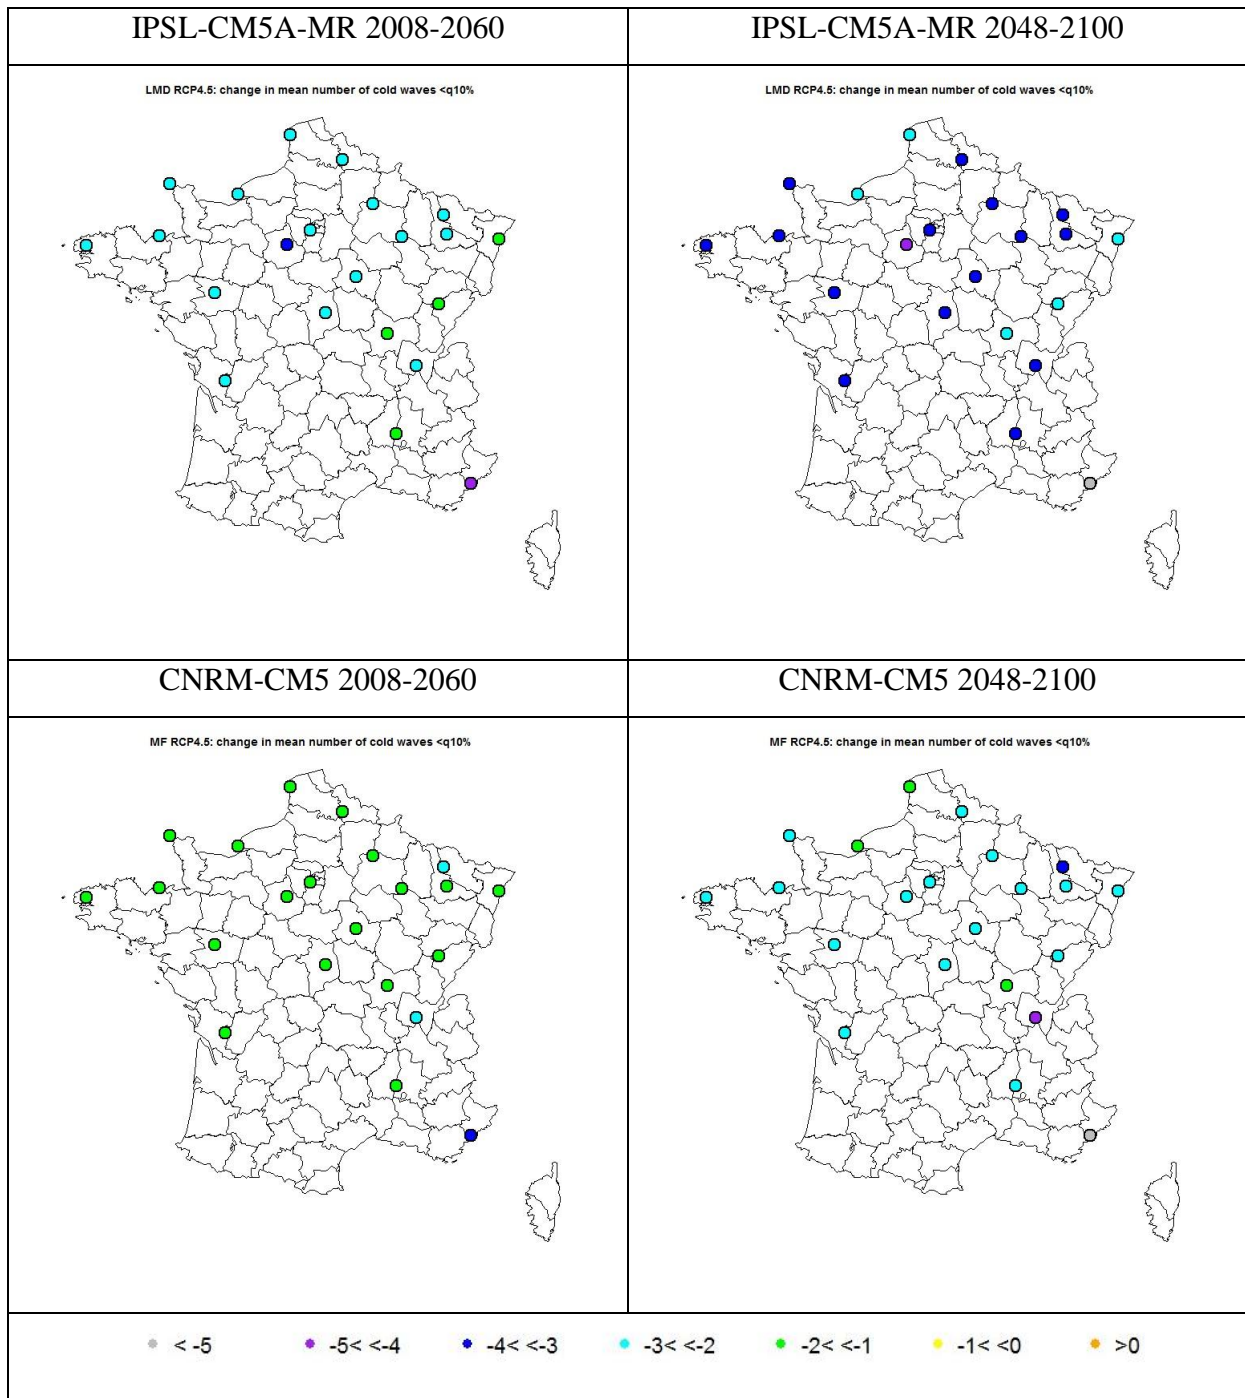 IPSL-CM5A-MR 2008-2060
IPSL-CM5A-MR 2048-2100
LMD RCP4.5: change in mean number of cold waves <q10%
LMD RCP4.5: change in mean number of cold waves <q10%
CNRM-CM5 2008-2060
CNRM-CM5 2048-2100
MF RCP4.5: change in mean number of cold waves <q10%
MF RCP4.5: change in mean number of cold waves <q10%
< -5 -5< <-4 -4< <-3 -3< <-2 -2< <-1 -1< <0 >0